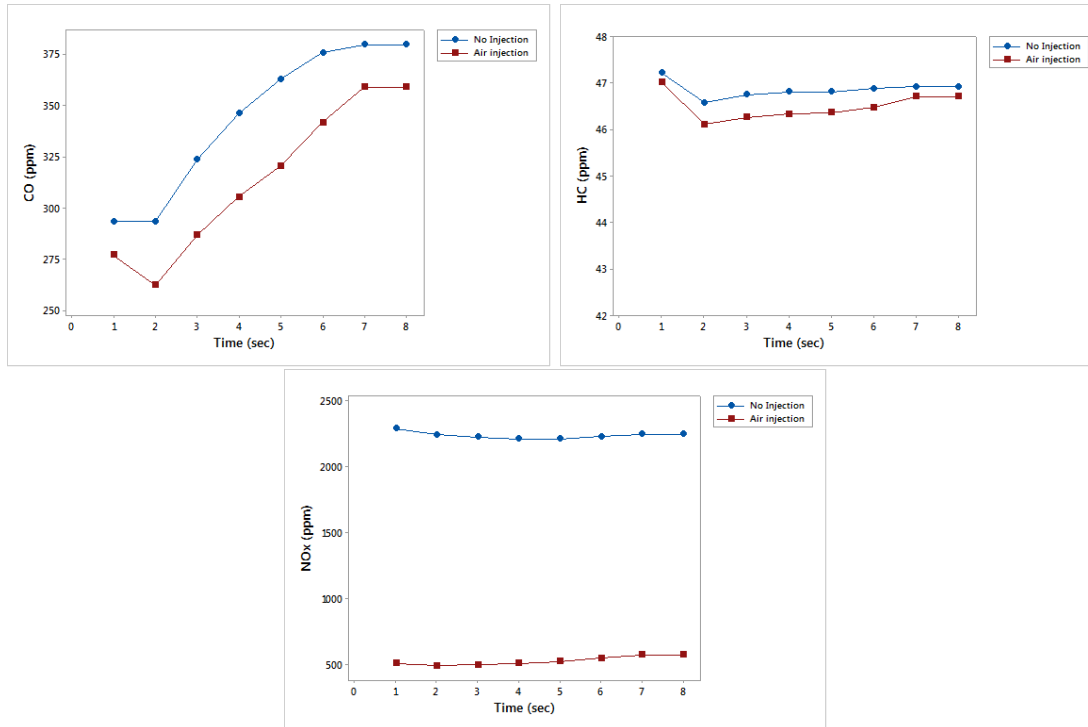 No Injection
Air injection
CO (ppm)
375
350
325
300
275
250
0 1 2 3 4 5 6 7 8
Time (sec)
No Injection
Air injection
HC (ppm)
48
47
46
45
44
43
42
0 1 2 3 4 5 6 7 8
Time (sec)
No Injection
Air injection
NOx (ppm)
2500
2000
1500
1000
500
0 1 2 3 4 5 6 7 8
Time (sec)